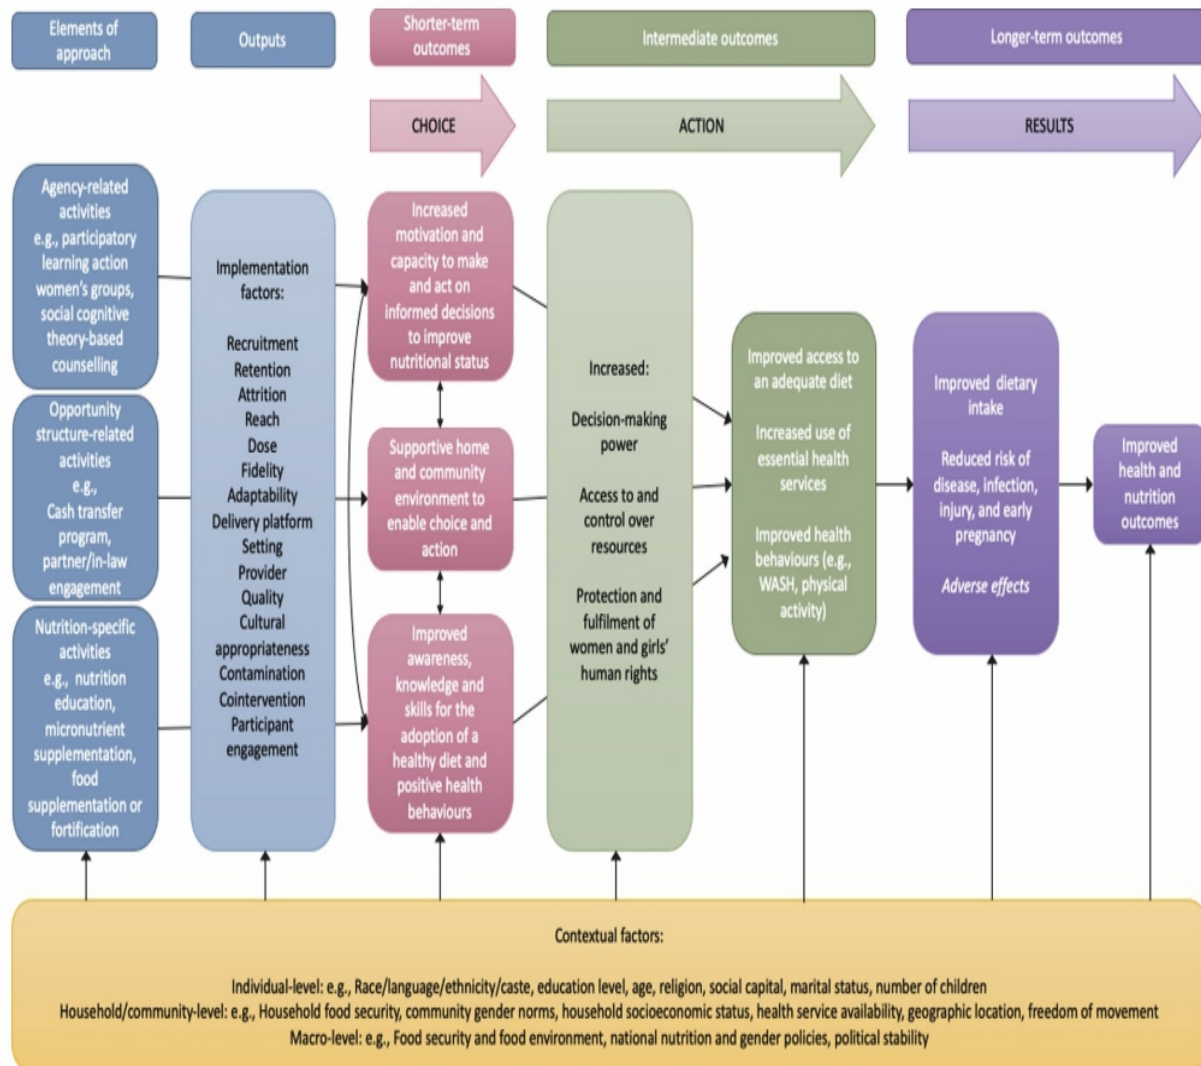 Elements of
approach
Outputs
Shorter-term
outcomes
Intermediate outcomes
Longer-term outcomes
CHOICE
ACTION
RESULTS
Agency-related
activities
e.g., participatory
learning action
women's groups,
social cognitive
theory-based
counselling
Opportunity
structure-related
activities
e.g.,
Cash transfer
program,
partner/in-law
engagement
Nutrition-specific
activities
e.g., nutrition
education,
micronutrient
supplementation,
food
supplementation or
fortification
Implementation
factors:
Recruitment
Retention
Attrition
Reach
Dose
Fidelity
Adaptability
Delivery platform
Setting
Provider
Quality
Cultural
appropriateness
Contamination
Cointervention
Participant
engagement
Increased
motivation and
capacity to make
and act on
informed decisions
to improve
nutritional status
Supportive home
and community
environment to
enable choice and
action
Improved
awareness,
knowledge and
skills for the
adoption of a
healthy diet and
positive health
behaviours
Increased:
Decision-making
power
Access to and
control over
resources
Protection and
fulfilment of
women and girls'
human rights
Improved access to
an adequate diet
Increased use of
essential health
services
Improved health
behaviours (e.g.,
WASH, physical
activity)
Improved dietary
intake
Reduced risk of
disease, infection,
injury, and early
pregnancy
Adverse effects
Improved
health and
nutrition
outcomes
Contextual factors:
Individual-level: e.g., Race/language/ethnicity/caste, education level, age, religion, social capital, marital status, number of children
Household/community-level: e.g., Household food security, community gender norms, household socioeconomic status, health service availability, geographic location, freedom of movement
Macro-level: e.g., Food security and food environment, national nutrition and gender policies, political stability